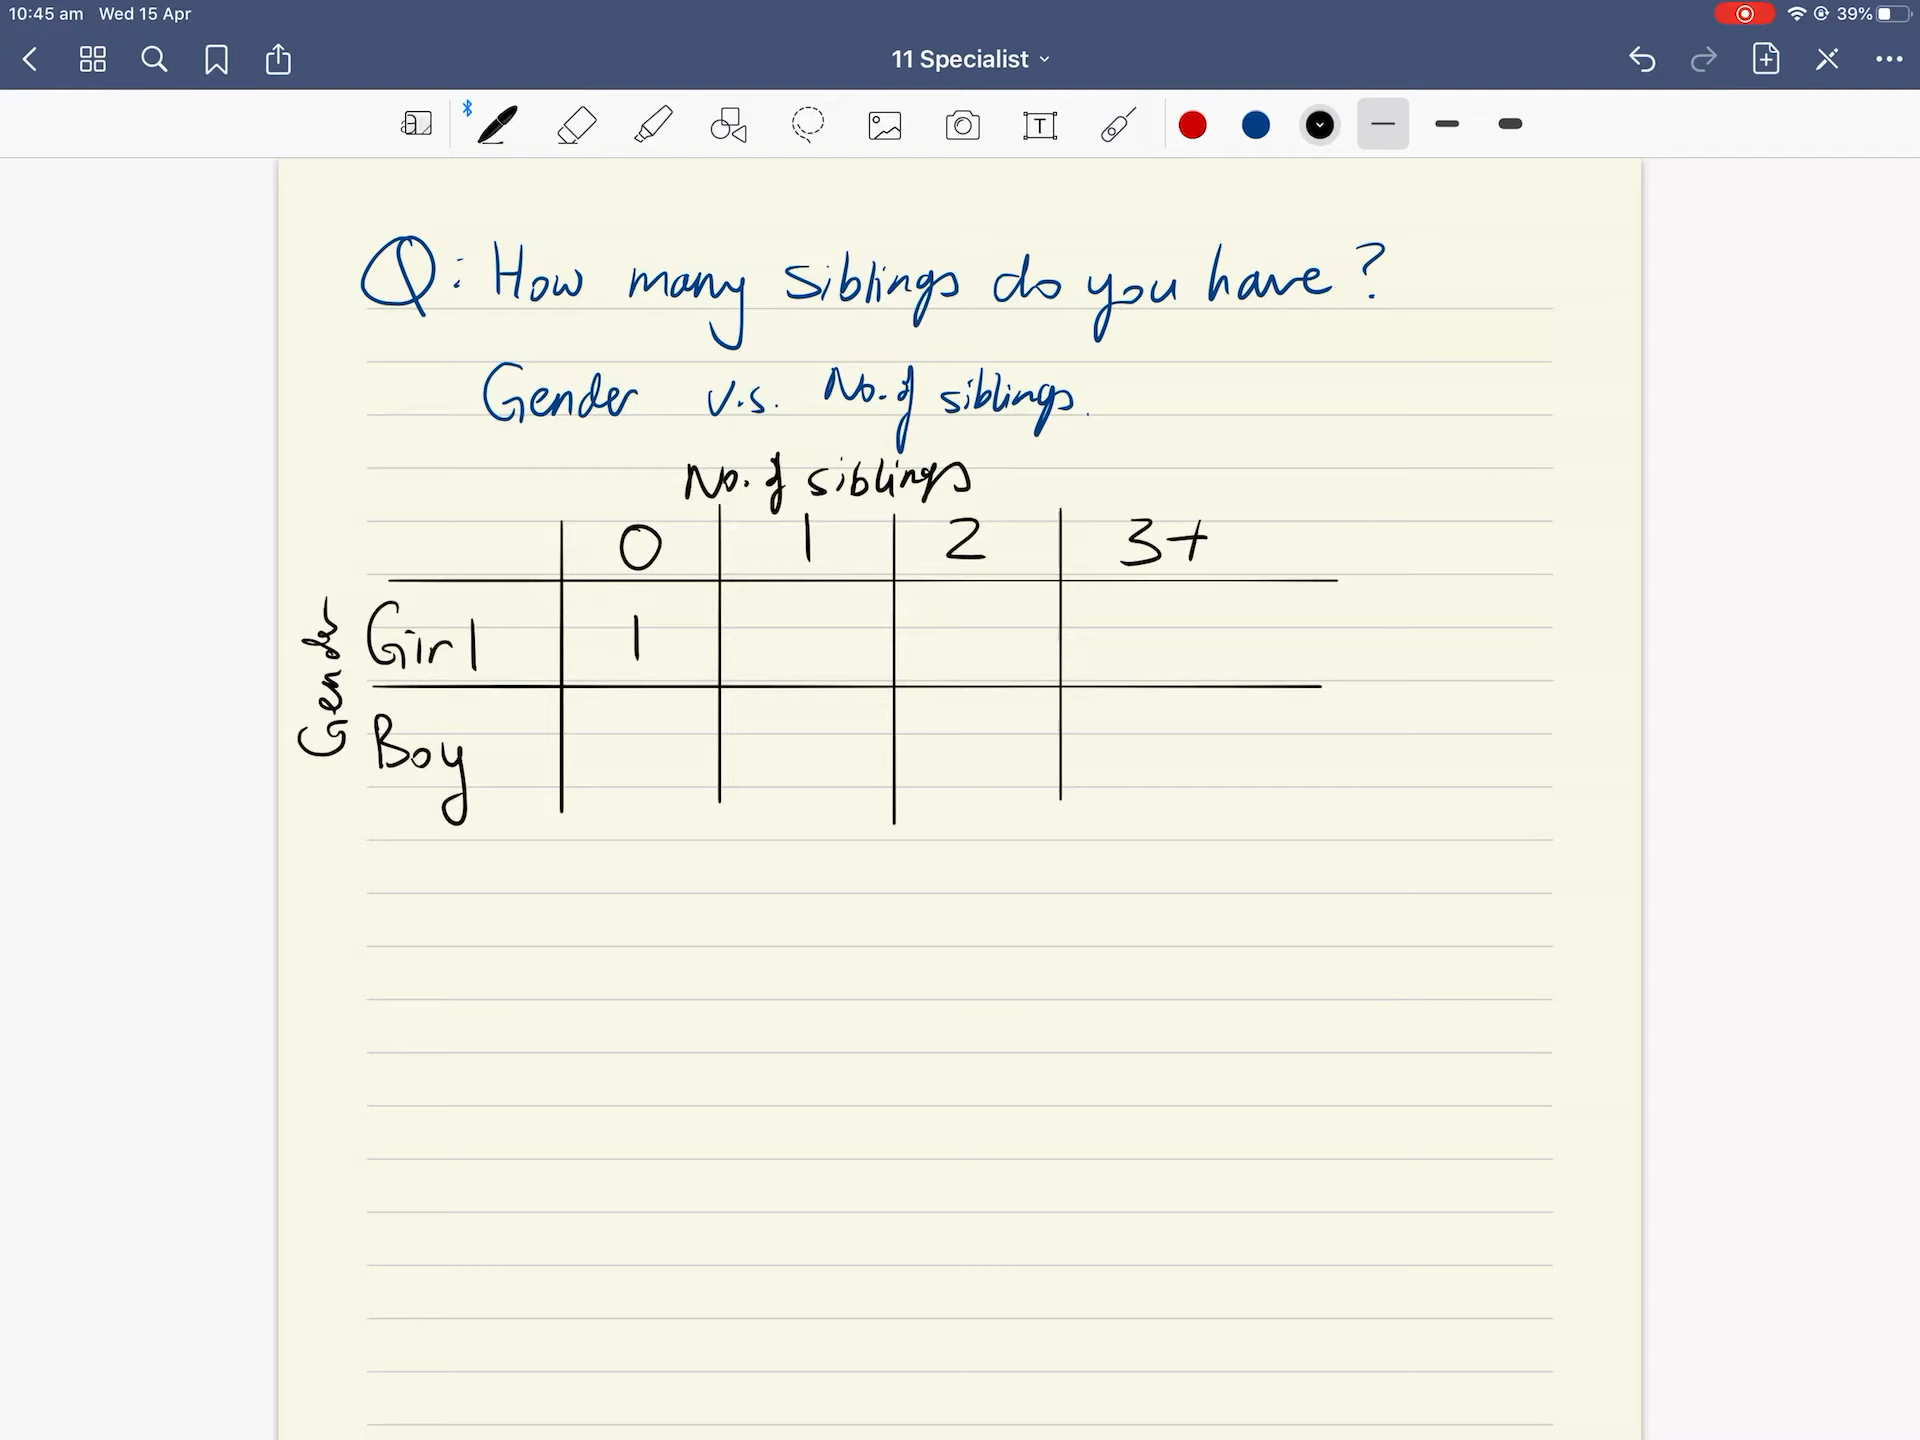 10:45 am Wed 15 Apr 39%
11 Specialist
Q: How many siblings do you have?
Gender v.s. No. of siblings.
No. of siblings
0 1 2 3+
Gender
Girl 1
Boy